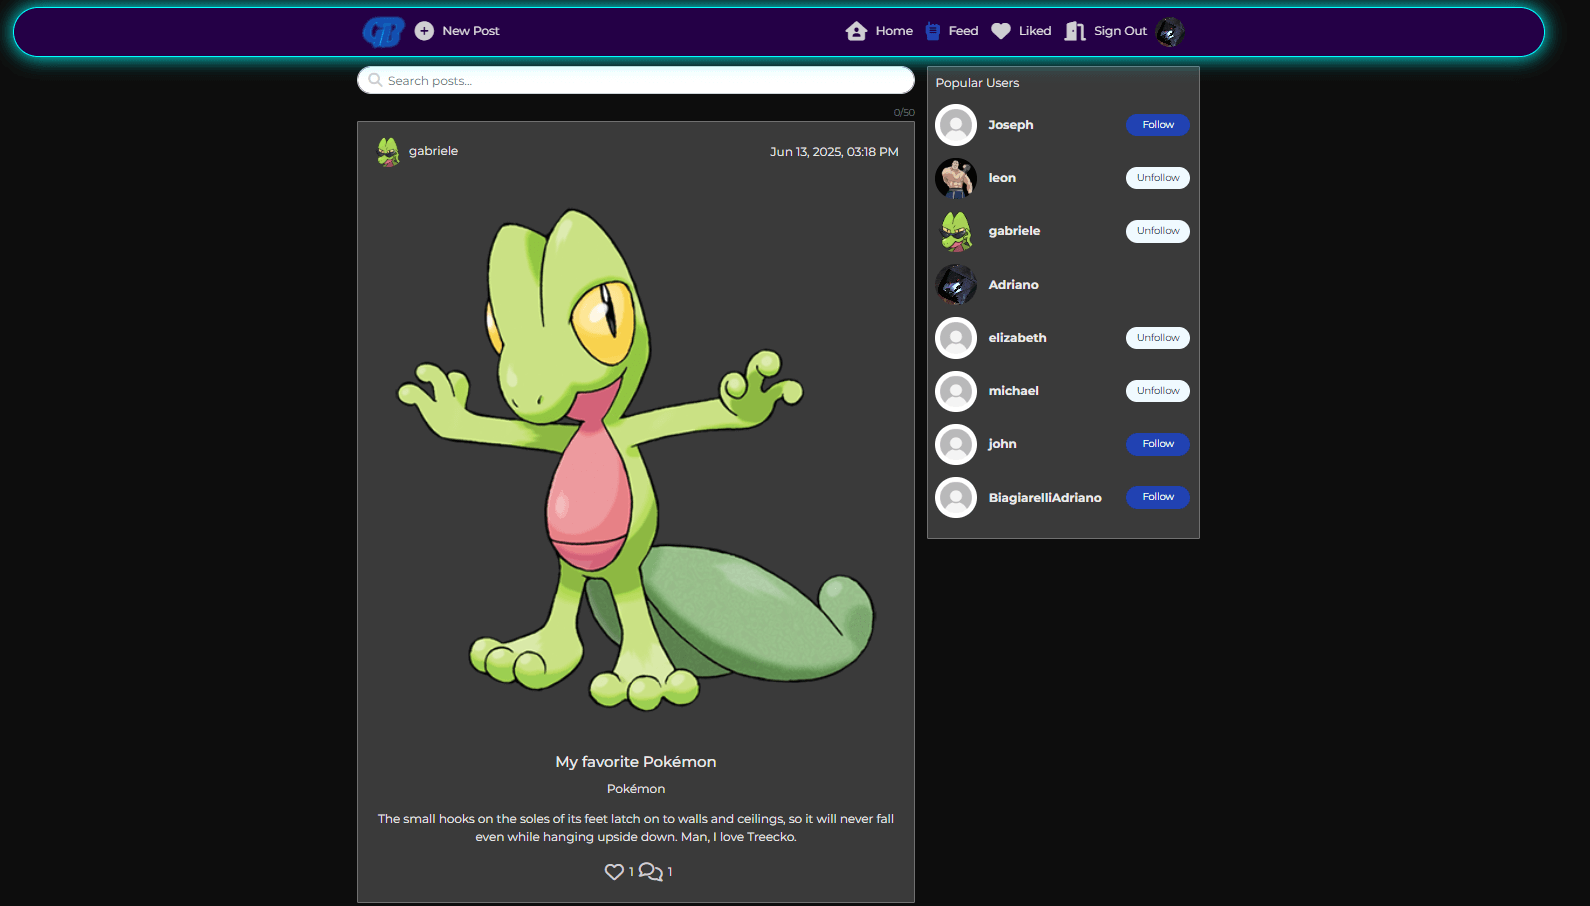 GB
New Post
Home
Feed
Liked
Sign Out
Search posts...
0/50
gabriele
Jun 13, 2025, 03:18 PM
My favorite Pokémon
Pokémon
The small hooks on the soles of its feet latch on to walls and ceilings, so it will never fall
even while hanging upside down. Man, I love Treecko.
1
1
Popular Users
Joseph
Follow
leon
Unfollow
gabriele
Unfollow
Adriano
elizabeth
Unfollow
michael
Unfollow
john
Follow
BiagiarelliAdriano
Follow